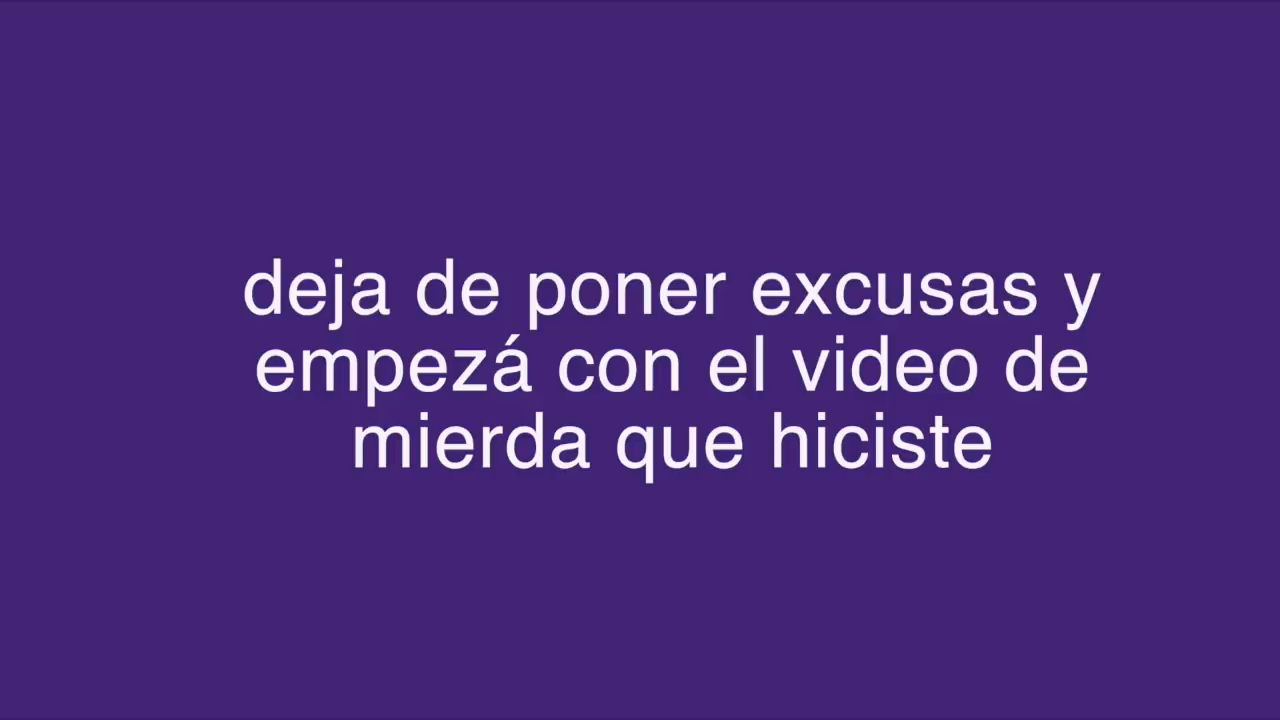 deja de poner excusas y
empezá con el video de
mierda que hiciste